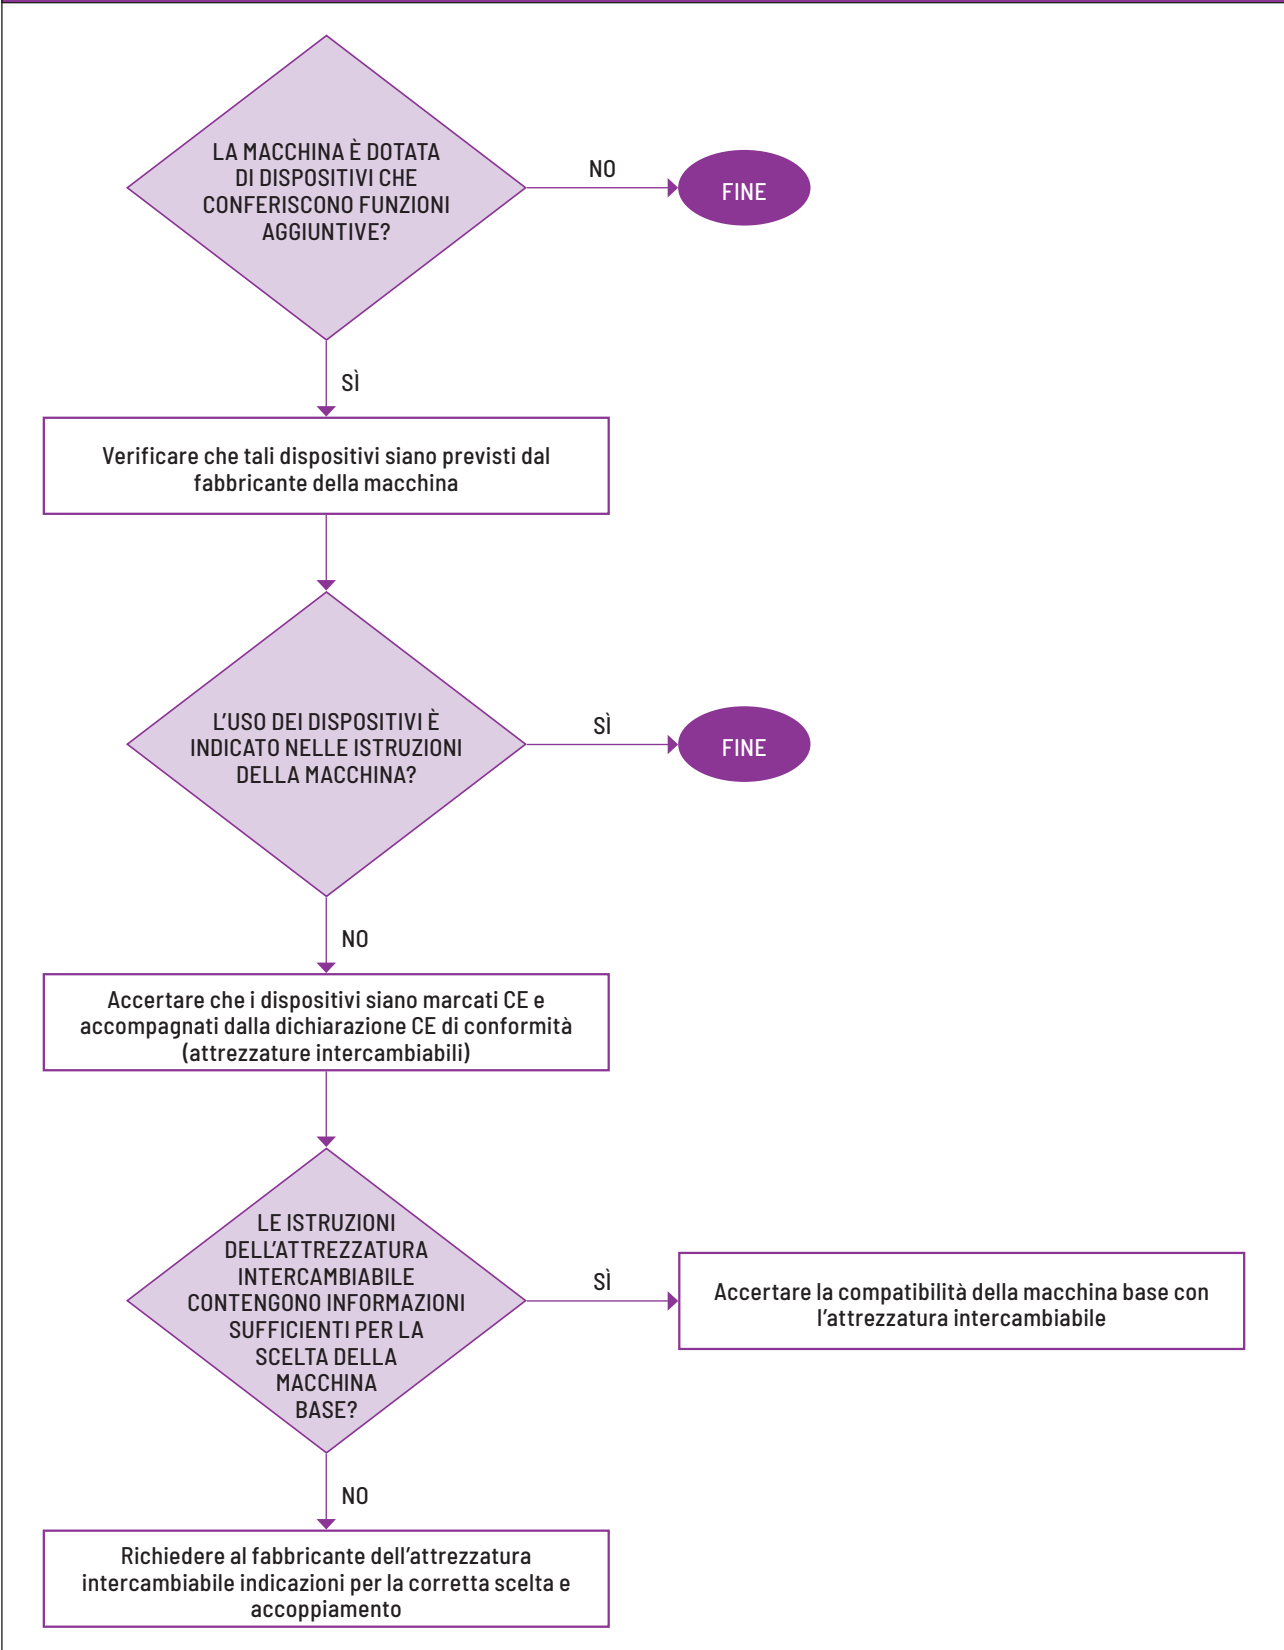 LA MACCHINA È DOTATA
DI DISPOSITIVI CHE
CONFERISCONO FUNZIONI
AGGIUNTIVE?
NO
FINE
SÌ
Verificare che tali dispositivi siano previsti dal
fabbricante della macchina
L'USO DEI DISPOSITIVI È
INDICATO NELLE ISTRUZIONI
DELLA MACCHINA?
SÌ
FINE
NO
Accertare che i dispositivi siano marcati CE e
accompagnati dalla dichiarazione CE di conformità
(attrezzature intercambiabili)
LE ISTRUZIONI
DELL'ATTREZZATURA
INTERCAMBIABILE
CONTENGONO INFORMAZIONI
SUFFICIENTI PER LA
SCELTA DELLA
MACCHINA
BASE?
SÌ
Accertare la compatibilità della macchina base con
l'attrezzatura intercambiabile
NO
Richiedere al fabbricante dell'attrezzatura
intercambiabile indicazioni per la corretta scelta e
accoppiamento